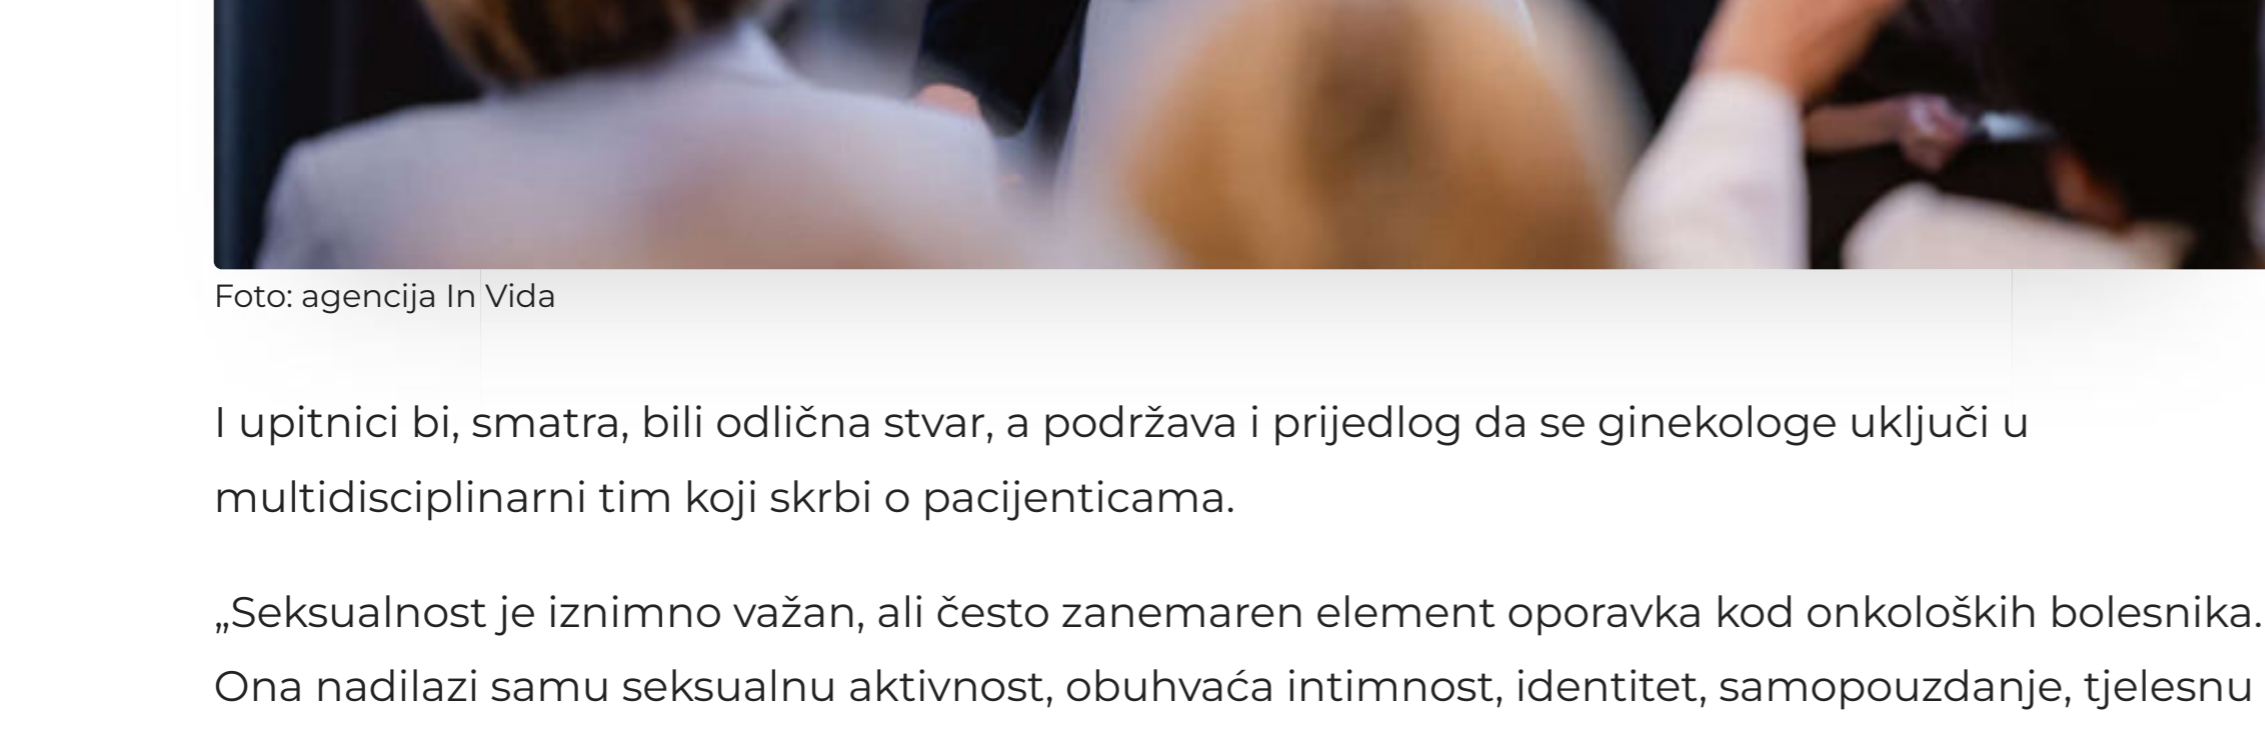 Foto: agencija In Vida
I upitnici bi, smatra, bili odlična stvar, a podržava i prijedlog da se ginekologe uključi u
multidisciplinarni tim koji skrbi o pacijenticama.
„Seksualnost je iznimno važan, ali često zanemaren element oporavka kod onkoloških bolesnika.
Ona nadilazi samu seksualnu aktivnost, obuhvaća intimnost, identitet, samopouzdanje, tjelesnu